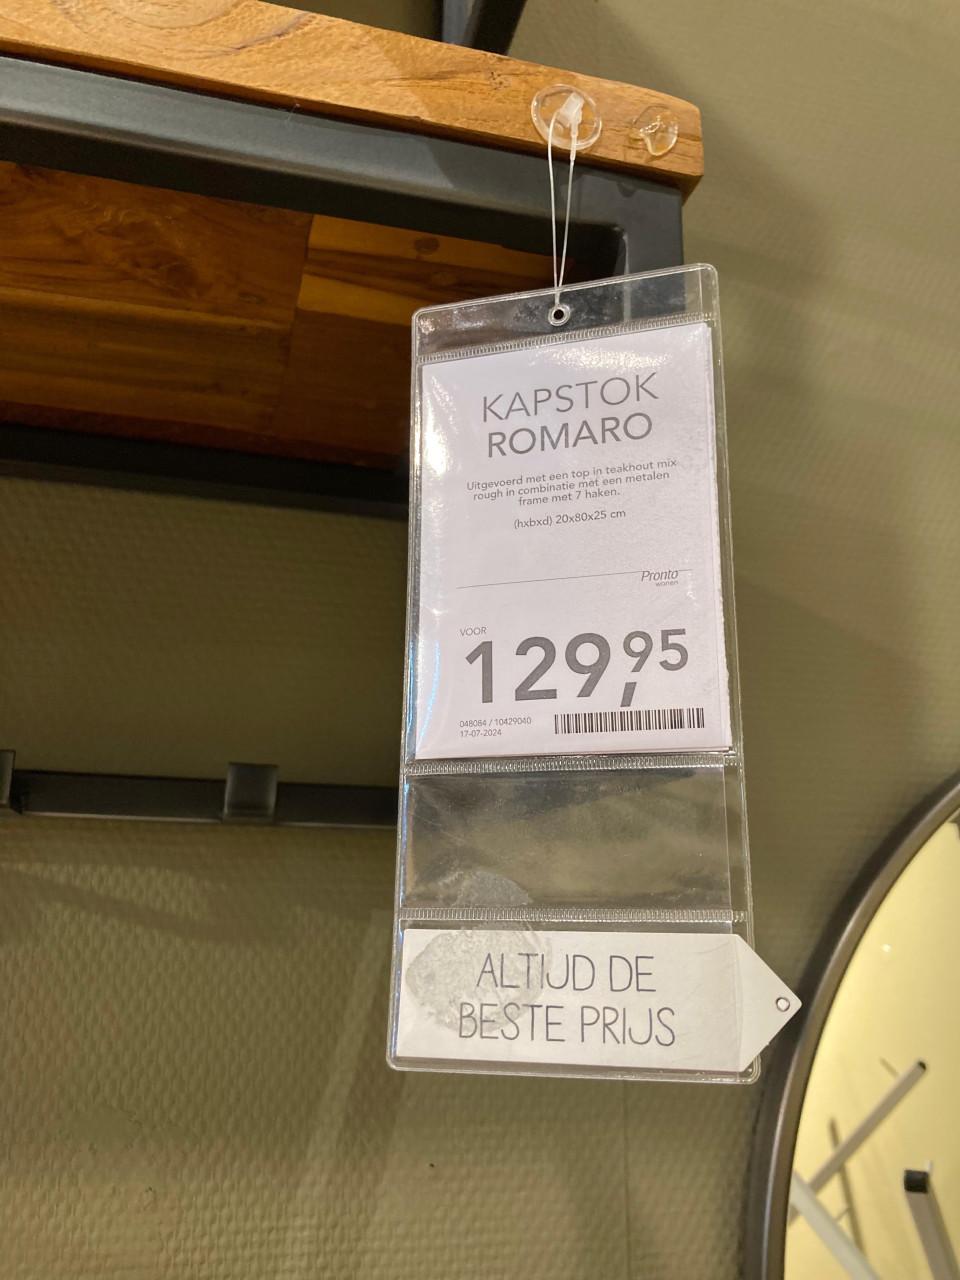 KAPSTOK
ROMARO
Uitgevoerd met een top in teakhout mix
rough in combinatie met een metalen
frame met 7 haken.
(hxbxd) 20x80x25 cm
Pronto
wonen
VOOR
129,95
048084 / 10429040
17-07-2024
ALTIJD DE
BESTE PRIJS